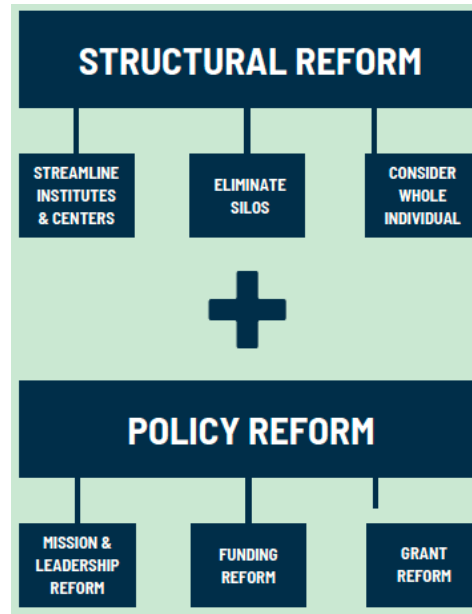 STRUCTURAL REFORM
STREAMLINE
INSTITUTES
& CENTERS
ELIMINATE
SILOS
CONSIDER
WHOLE
INDIVIDUAL
POLICY REFORM
MISSION &
LEADERSHIP
REFORM
FUNDING
REFORM
GRANT
REFORM